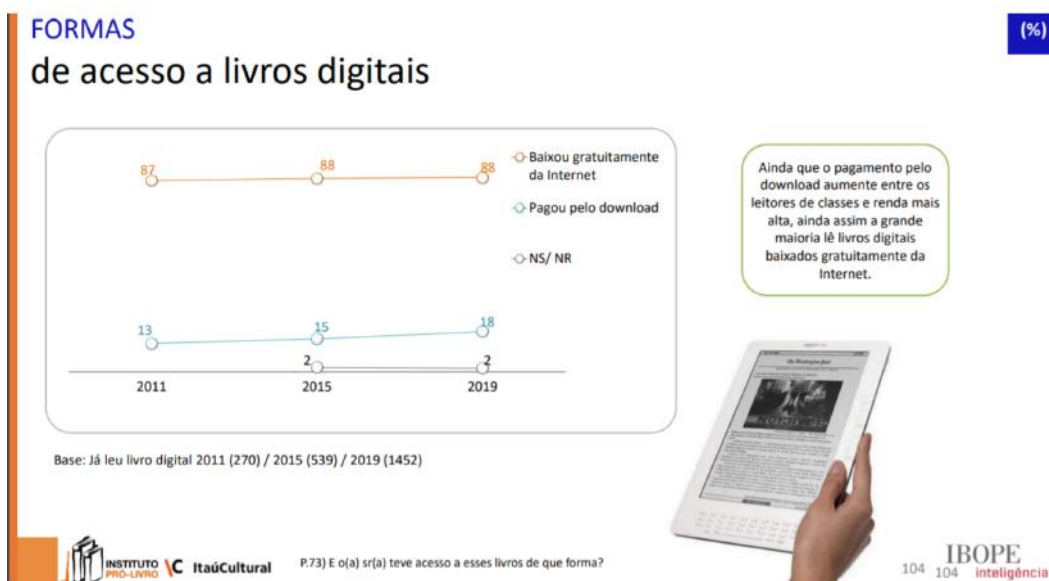 FORMAS
de acesso a livros digitais
(%)
87
88
88
13
15
18
2
2
2011
2015
2019
Baixou gratuitamente
da Internet
Pagou pelo download
NS/ NR
Ainda que o pagamento pelo
download aumente entre os
leitores de classes e renda mais
alta, ainda assim a grande
maioria lê livros digitais
baixados gratuitamente da
Internet.
Base: Já leu livro digital 2011 (270) / 2015 (539) / 2019 (1452)
INSTITUTO
PRÓ-LIVRO
ItaúCultural
P.73) E o(a) sr(a) teve acesso a esses livros de que forma?
104
104
IBOPE
inteligência